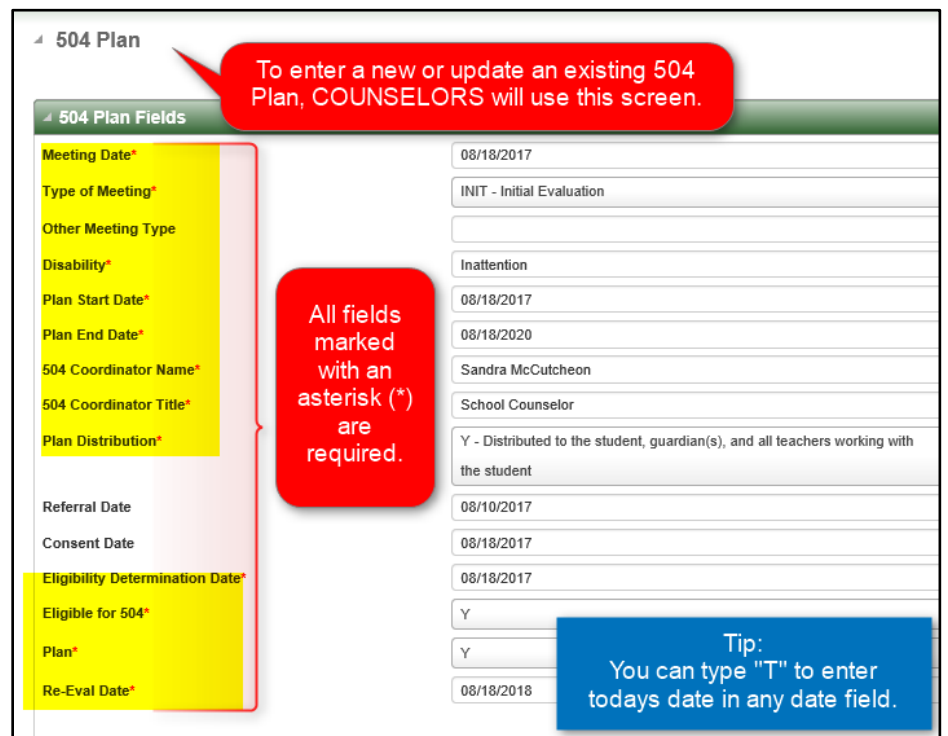 504 Plan
To enter a new or update an existing 504
Plan, COUNSELORS will use this screen.
504 Plan Fields
Meeting Date* 08/18/2017
Type of Meeting* INIT - Initial Evaluation
Other Meeting Type
Disability* Inattention
Plan Start Date* 08/18/2017
Plan End Date* 08/18/2020
504 Coordinator Name* Sandra McCutcheon
504 Coordinator Title* School Counselor
Plan Distribution* Y - Distributed to the student, guardian(s), and all teachers working with
the student
All fields
marked
with an
asterisk (*)
are
required.
Referral Date 08/10/2017
Consent Date 08/18/2017
Eligibility Determination Date* 08/18/2017
Eligible for 504* Y
Plan* Y
Re-Eval Date* 08/18/2018
Tip:
You can type "T" to enter
todays date in any date field.